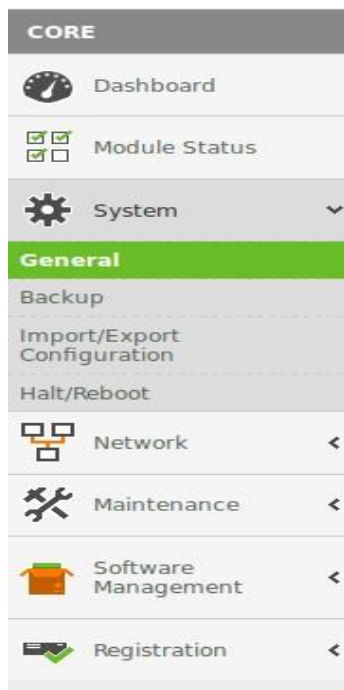 CORE
Dashboard
Module Status
System
General
Backup
Import/Export
Configuration
Halt/Reboot
Network
Maintenance
Software
Management
Registration